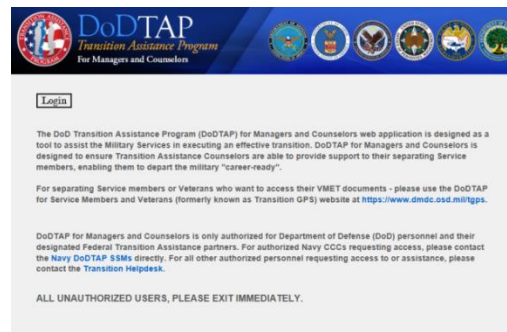 DoDTAP
Transition Assistance Program
For Managers and Counselors
Login
The DoD Transition Assistance Program (DoDTAP) for Managers and Counselors web application is designed as a
tool to assist the Military Services in executing an effective transition. DoDTAP for Managers and Counselors is
designed to ensure Transition Assistance Counselors are able to provide support to their separating Service
members, enabling them to depart the military "career-ready".
For separating Service members or Veterans who want to access their VMET documents - please use the DoDTAP
for Service Members and Veterans (formerly known as Transition GPS) website at https://www.dmdc.osd.mil/tgps.
DoDTAP for Managers and Counselors is only authorized for Department of Defense (DoD) personnel and their
designated Federal Transition Assistance partners. For authorized Navy CCCs requesting access, please contact
the Navy DoDTAP SSMs directly. For all other authorized personnel requesting access to or assistance, please
contact the Transition Helpdesk.
ALL UNAUTHORIZED USERS, PLEASE EXIT IMMEDIATELY.